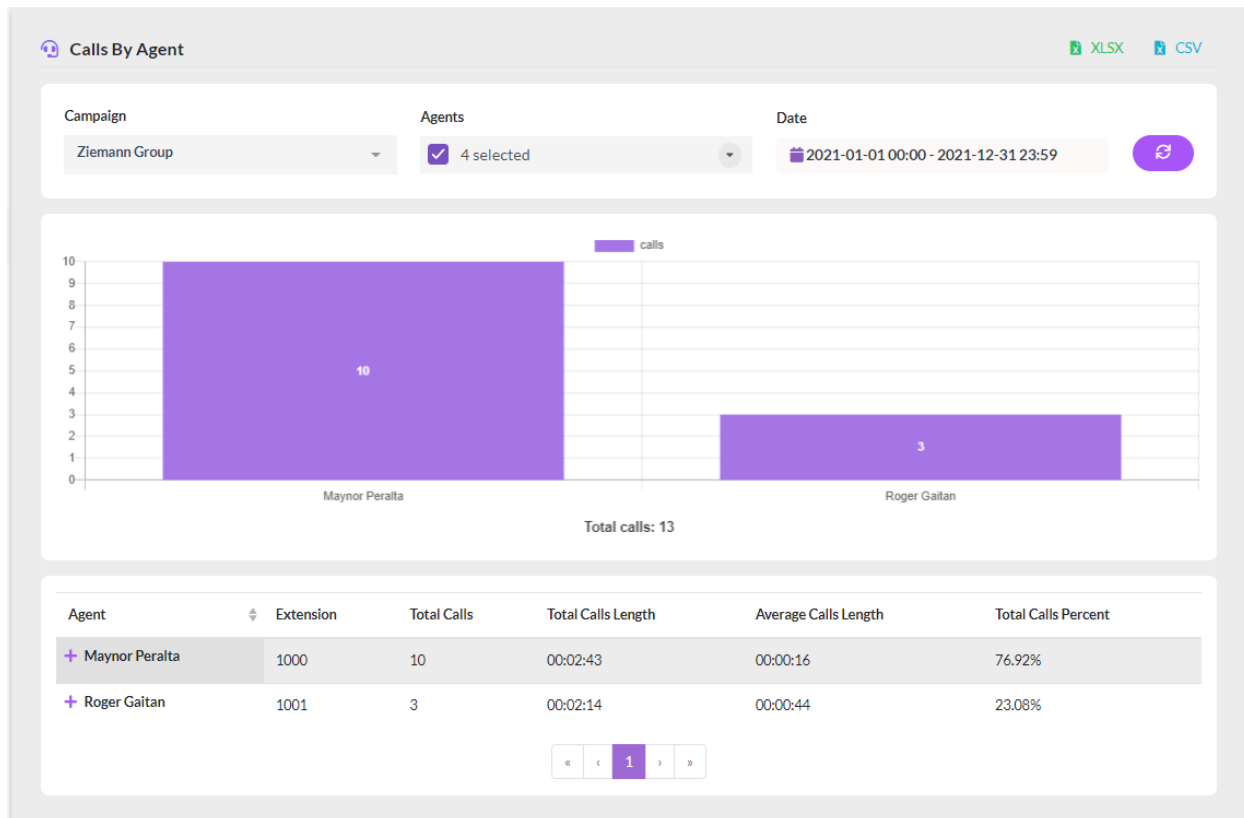 Calls By Agent XLSX CSV
Campaign Agents Date
Ziemann Group 4 selected 2021-01-01 00:00 - 2021-12-31 23:59
calls
10
9
8
7
6
5
4
3
2
1
0
10
3
Maynor Peralta Roger Gaitan
Total calls: 13
Agent Extension Total Calls Total Calls Length Average Calls Length Total Calls Percent
+ Maynor Peralta 1000 10 00:02:43 00:00:16 76.92%
+ Roger Gaitan 1001 3 00:02:14 00:00:44 23.08%
« ‹ 1 › »